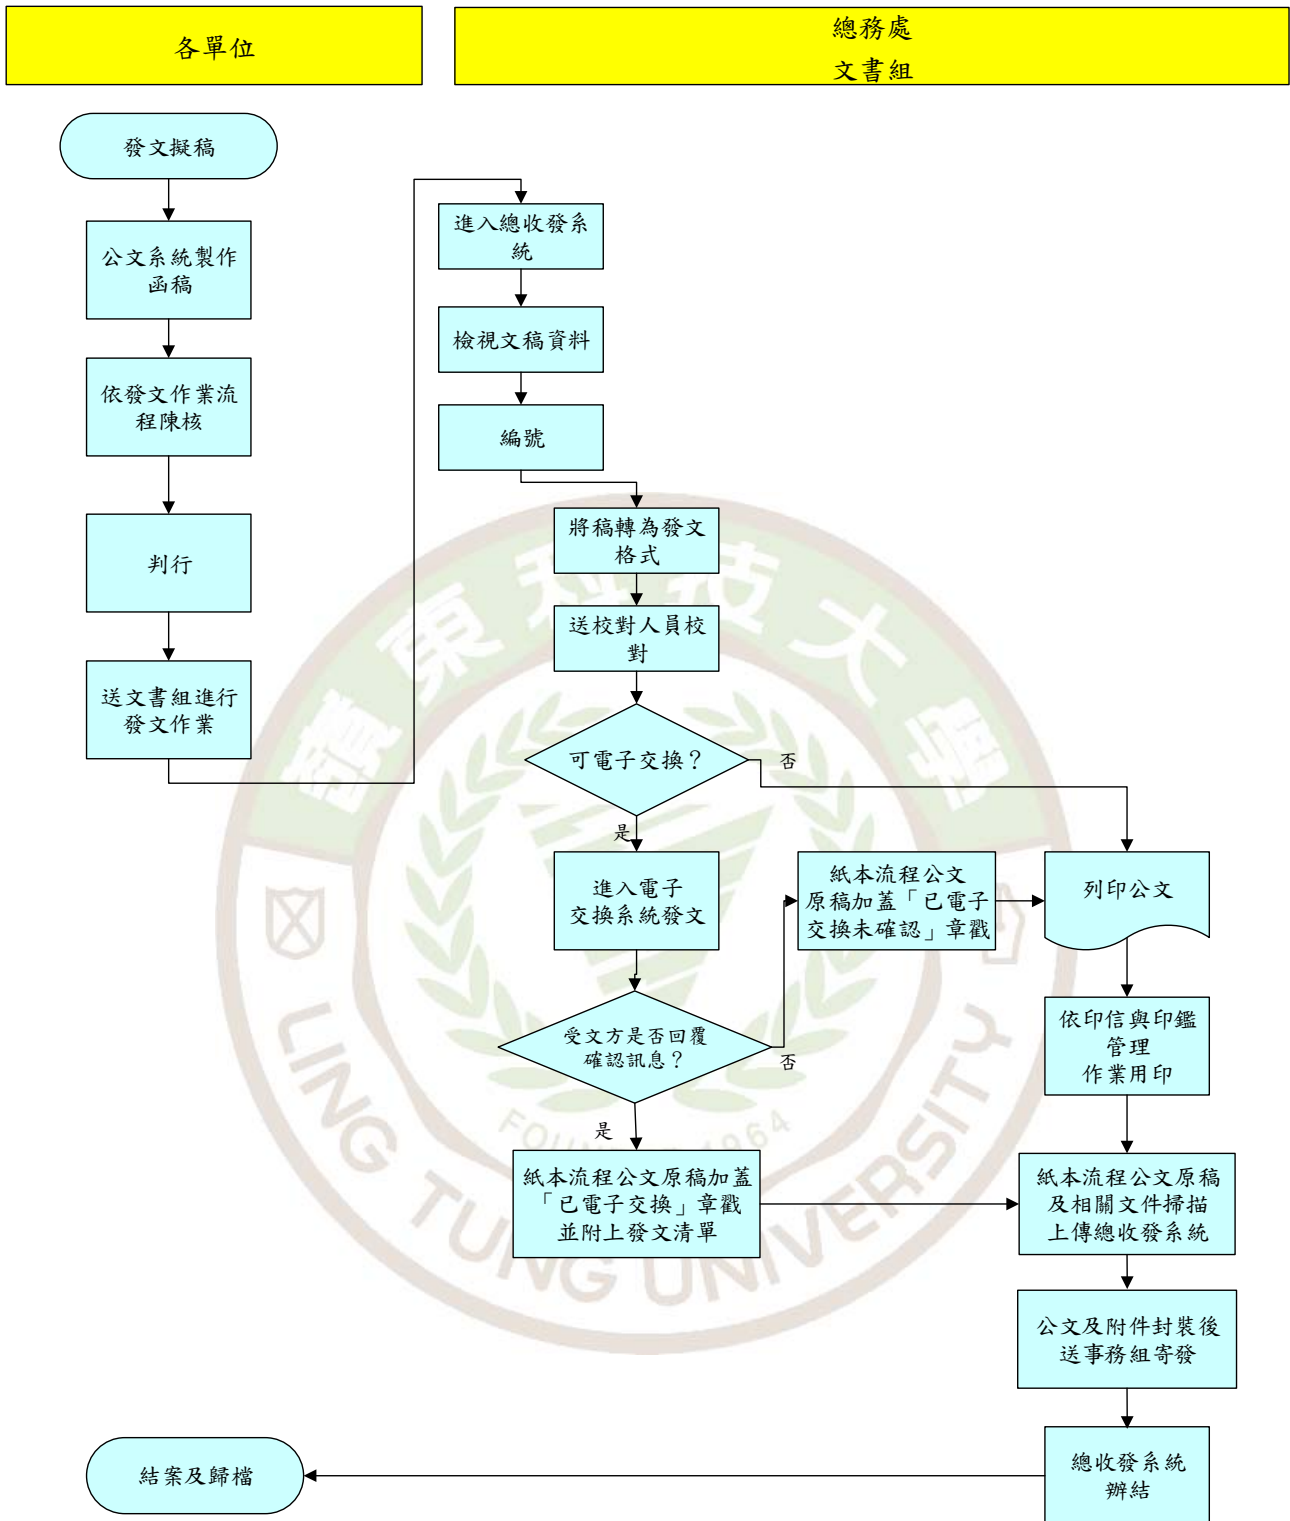 各單位
總務處
文書組
發文擬稿
公文系統製作
函稿
依發文作業流
程陳核
判行
送文書組進行
發文作業
進入總收發系
統
檢視文稿資料
編號
將稿轉為發文
格式
送校對人員校
對
可電子交換？
否
是
進入電子
交換系統發文
紙本流程公文
原稿加蓋「已電子
交換未確認」章戳
列印公文
受文方是否回覆
確認訊息？
否
是
依印信與印鑑
管理
作業用印
紙本流程公文原稿加蓋
「已電子交換」章戳
並附上發文清單
紙本流程公文原稿
及相關文件掃描
上傳總收發系統
公文及附件封裝後
送事務組寄發
總收發系統
辦結
結案及歸檔
嶺東科技大學
LING TUNG UNIVERSITY